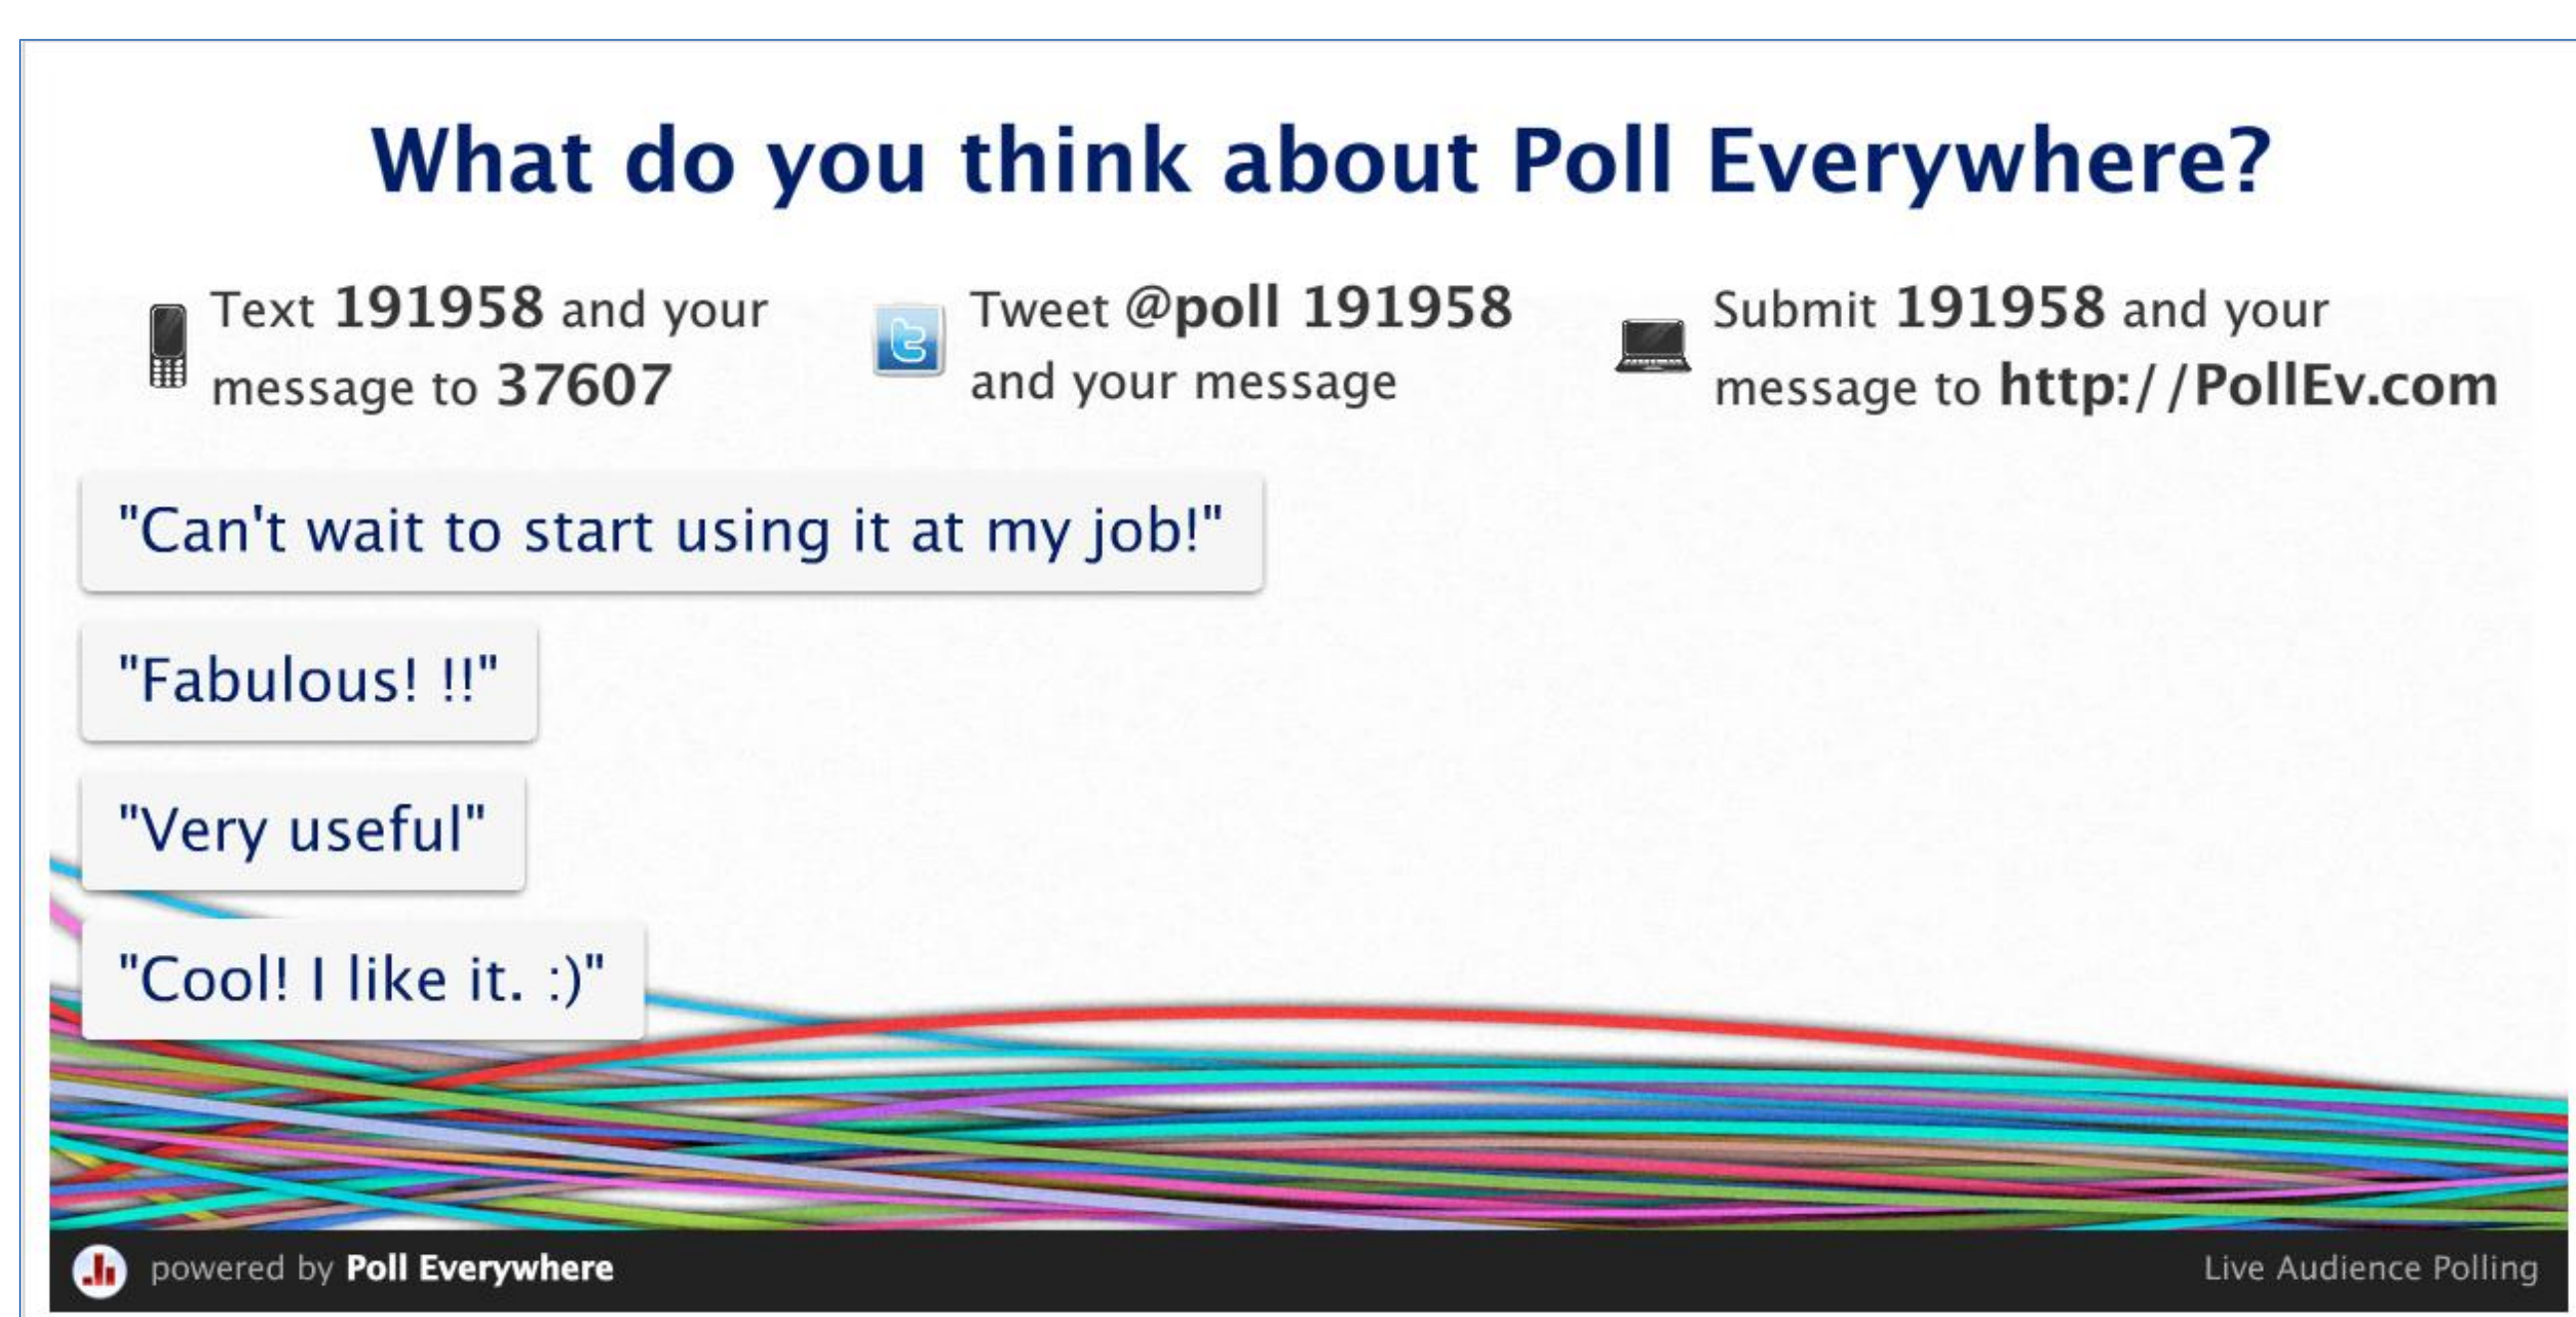 What do you think about Poll Everywhere?
Text 191958 and your
message to 37607
Tweet @poll 191958
and your message
Submit 191958 and your
message to http://PollEv.com
"Can't wait to start using it at my job!"
"Fabulous! !!"
"Very useful"
"Cool! I like it. :)"
powered by Poll Everywhere
Live Audience Polling